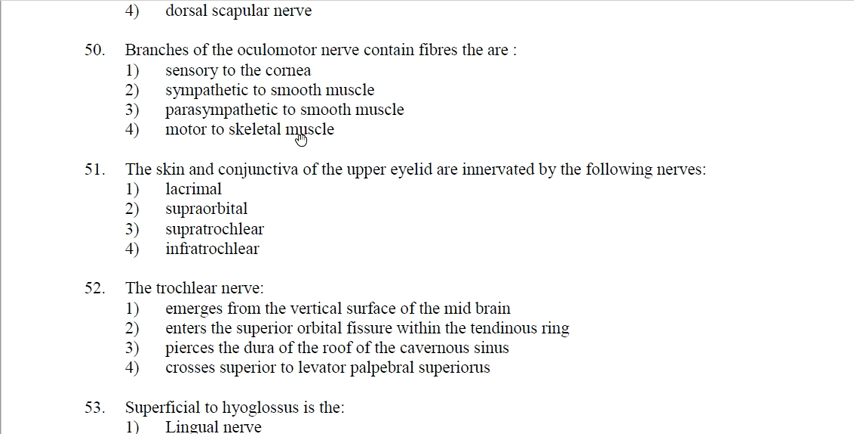 4) dorsal scapular nerve
50. Branches of the oculomotor nerve contain fibres the are :
1) sensory to the cornea
2) sympathetic to smooth muscle
3) parasympathetic to smooth muscle
4) motor to skeletal muscle
51. The skin and conjunctiva of the upper eyelid are innervated by the following nerves:
1) lacrimal
2) supraorbital
3) supratrochlear
4) infratrochlear
52. The trochlear nerve:
1) emerges from the vertical surface of the mid brain
2) enters the superior orbital fissure within the tendinous ring
3) pierces the dura of the roof of the cavernous sinus
4) crosses superior to levator palpebral superiorus
53. Superficial to hyoglossus is the:
1) Lingual nerve